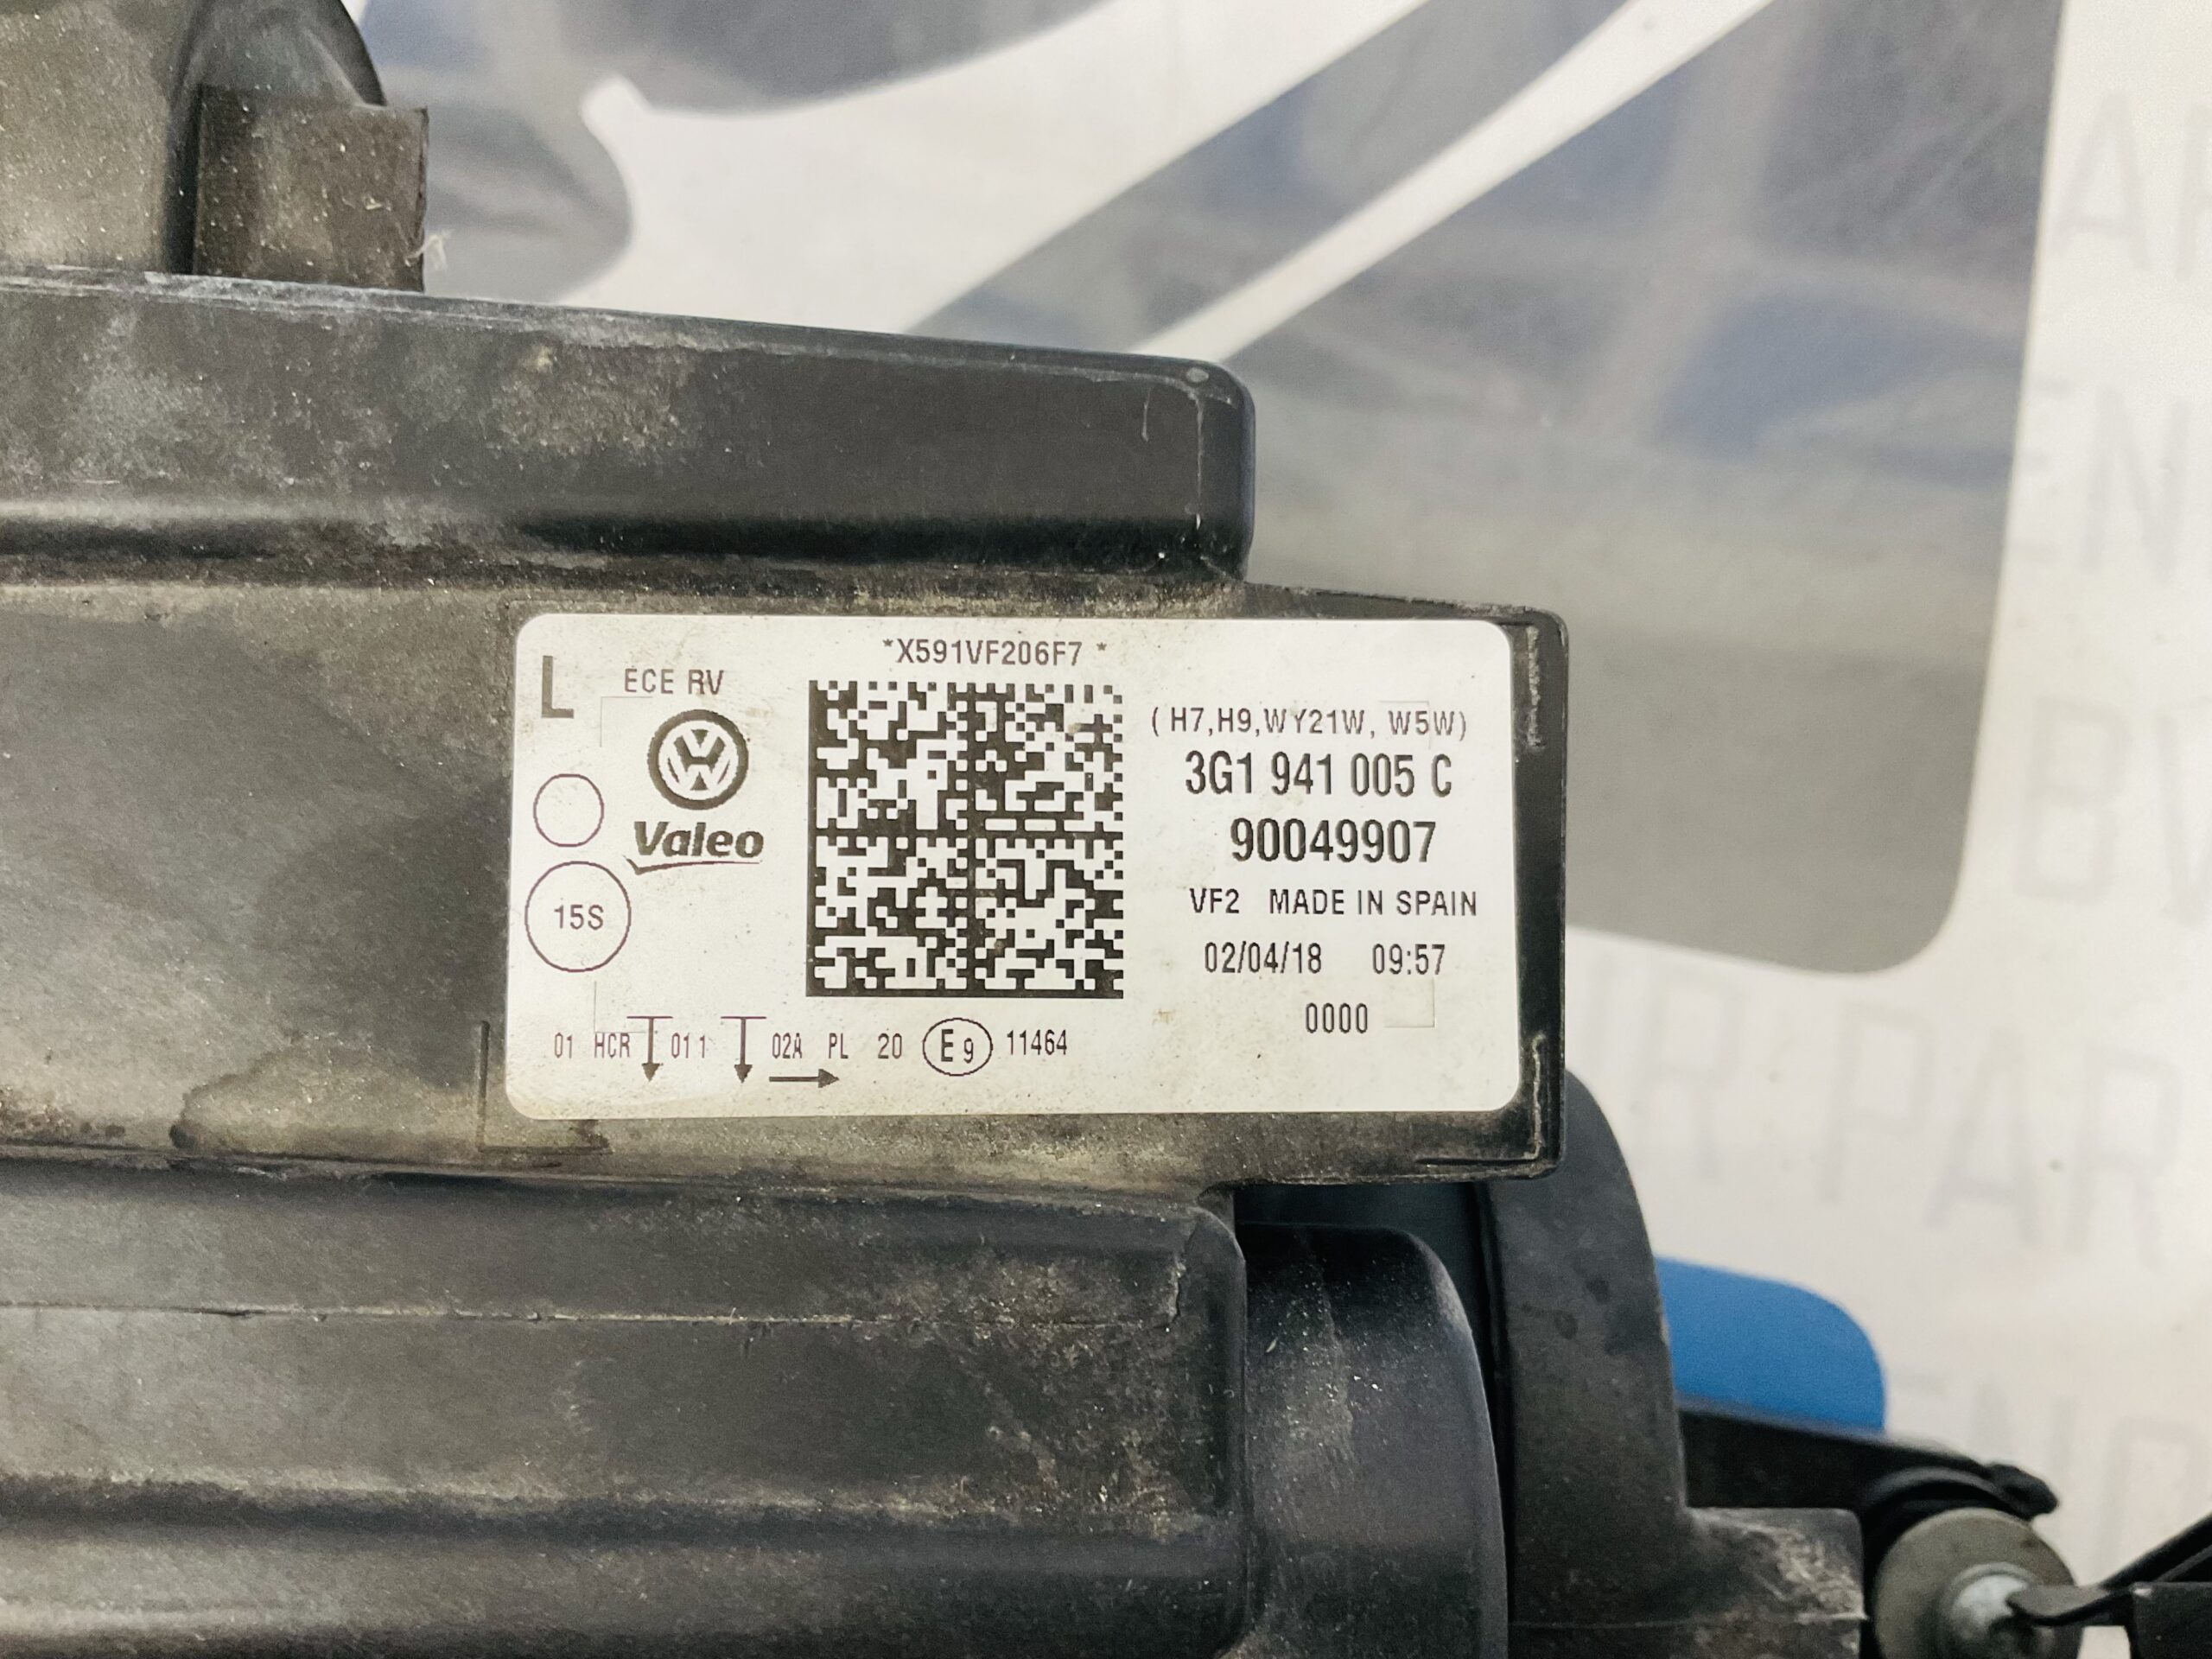 *X591VF206F7 *
L
ECE RV
VW
Valeo
15S
( H7,H9,WY21W, W5W)
3G1 941 005 C
90049907
VF2 MADE IN SPAIN
02/04/18 09:57
0000
01 HCR 01 1 02A PL 20 E9 11464